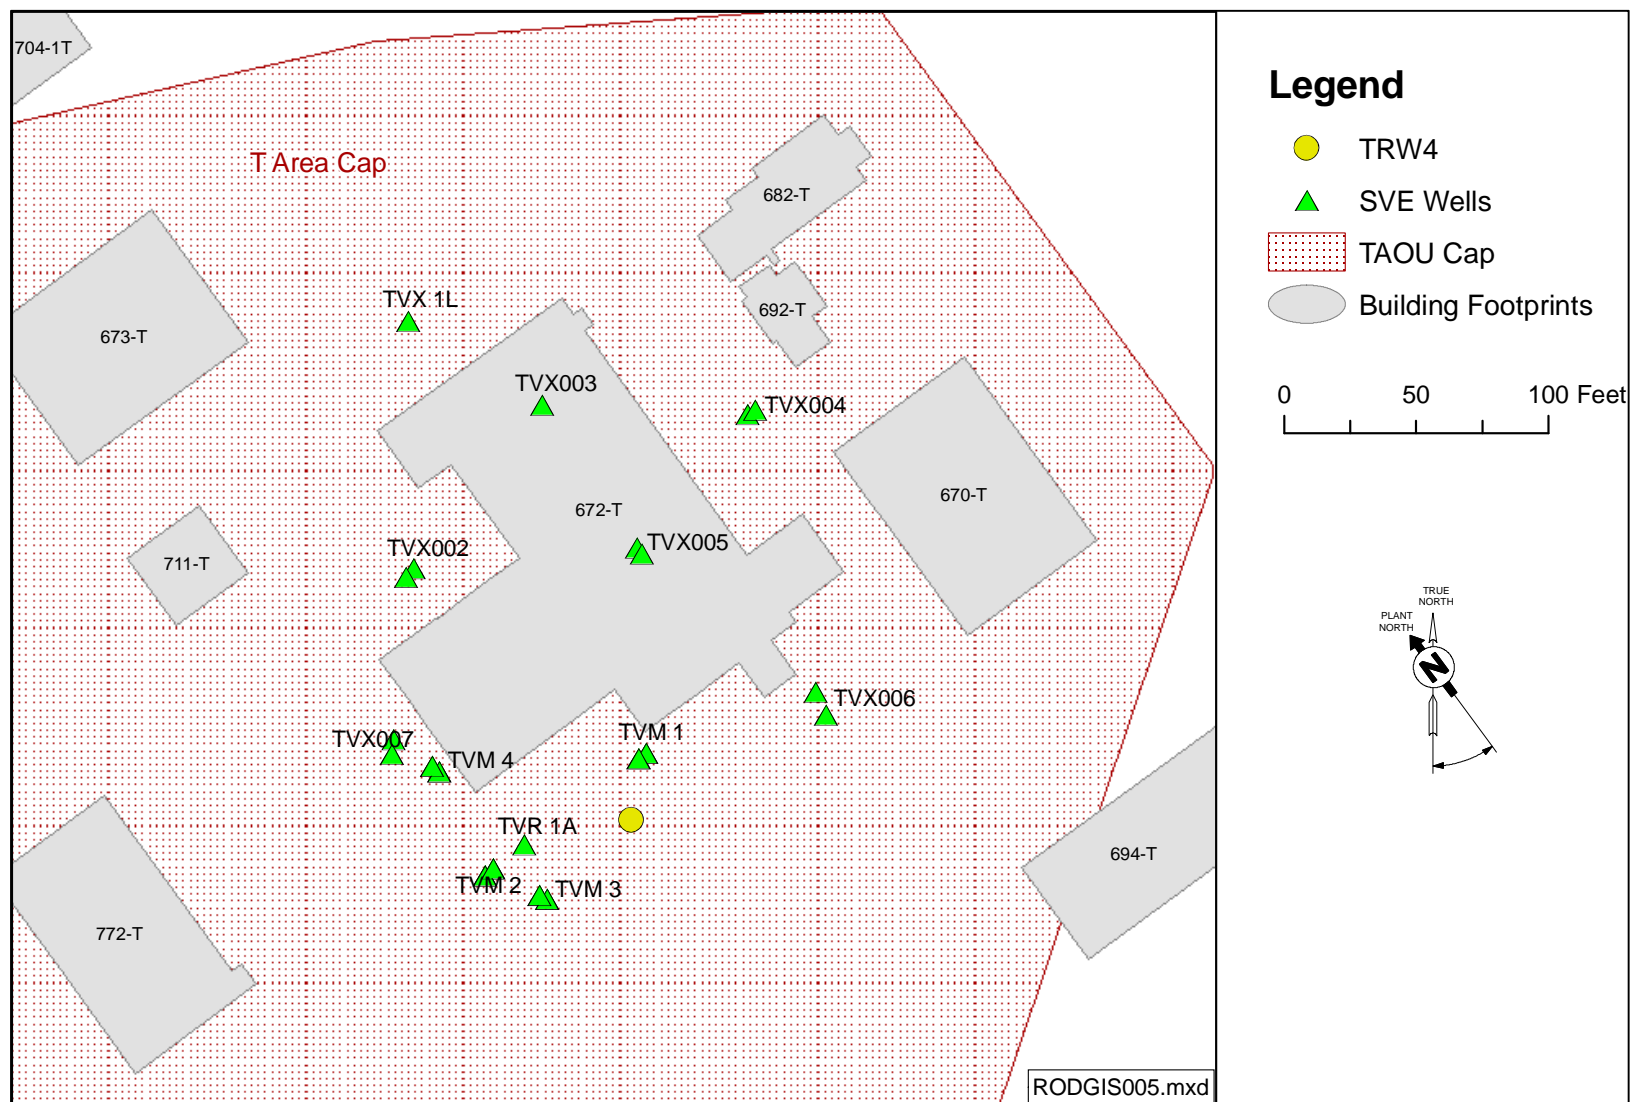 704-1T
T Area Cap
682-T
TVX 1L
692-T
673-T
TVX003
TVX004
670-T
672-T
TVX005
TVX002
711-T
TVX006
TVM 1
TVX007
TVM 4
TVR 1A
694-T
TVM 2
TVM 3
772-T
RODGIS005.mxd
Legend
TRW4
SVE Wells
TAOU Cap
Building Footprints
0 50 100 Feet
TRUE
NORTH
PLANT
NORTH
N